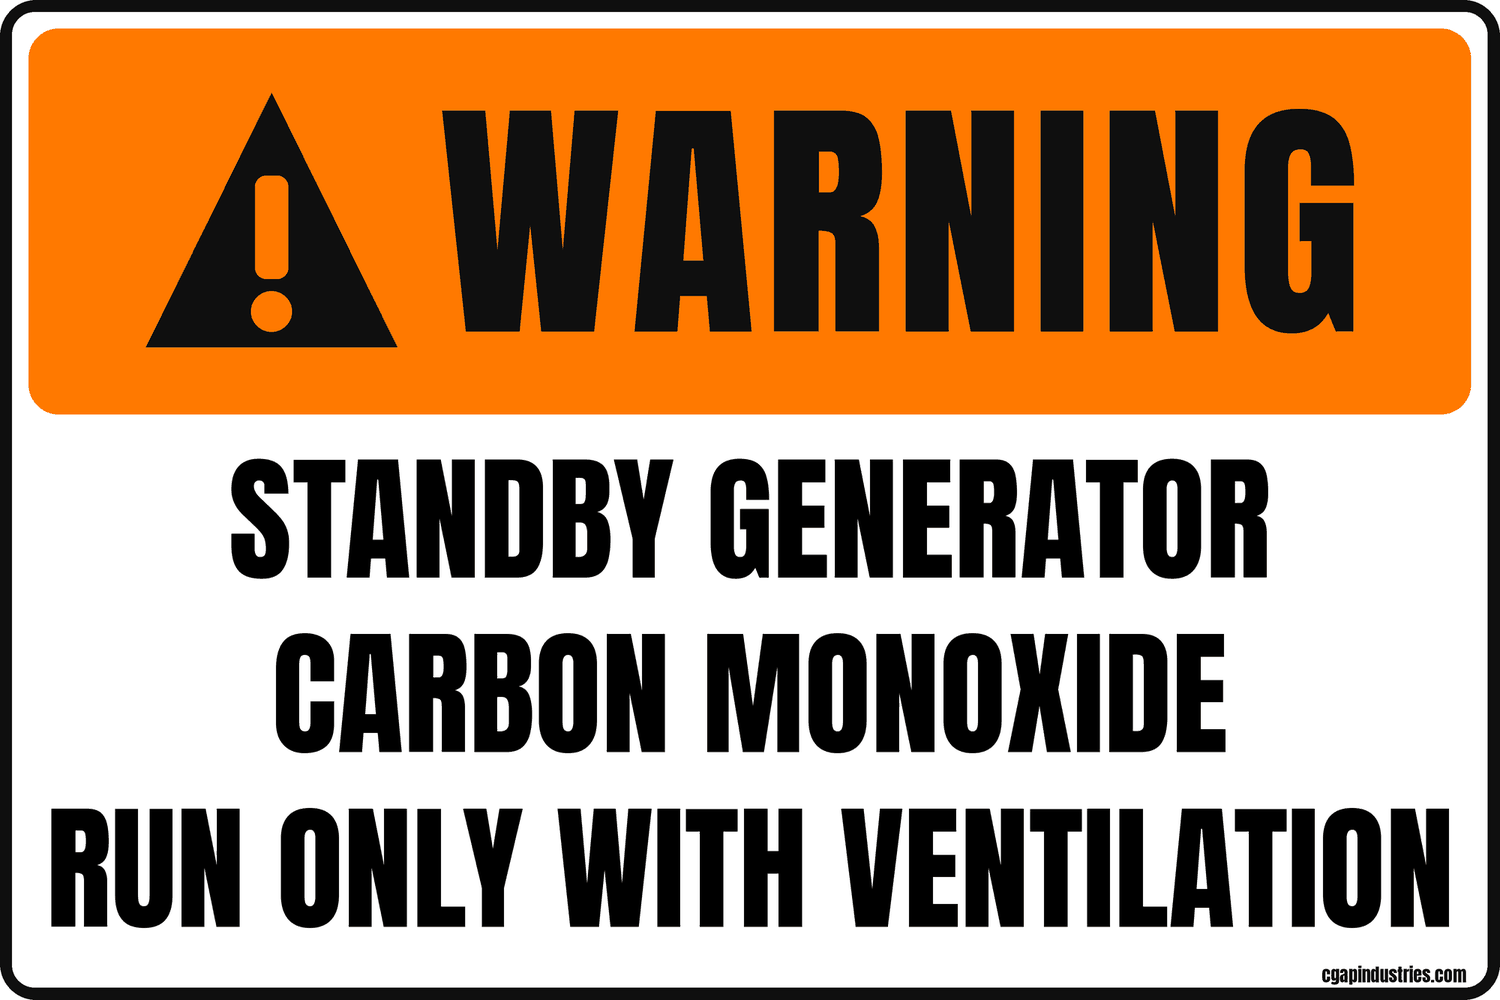 WARNING
STANDBY GENERATOR
CARBON MONOXIDE
RUN ONLY WITH VENTILATION
cgapindustries.com